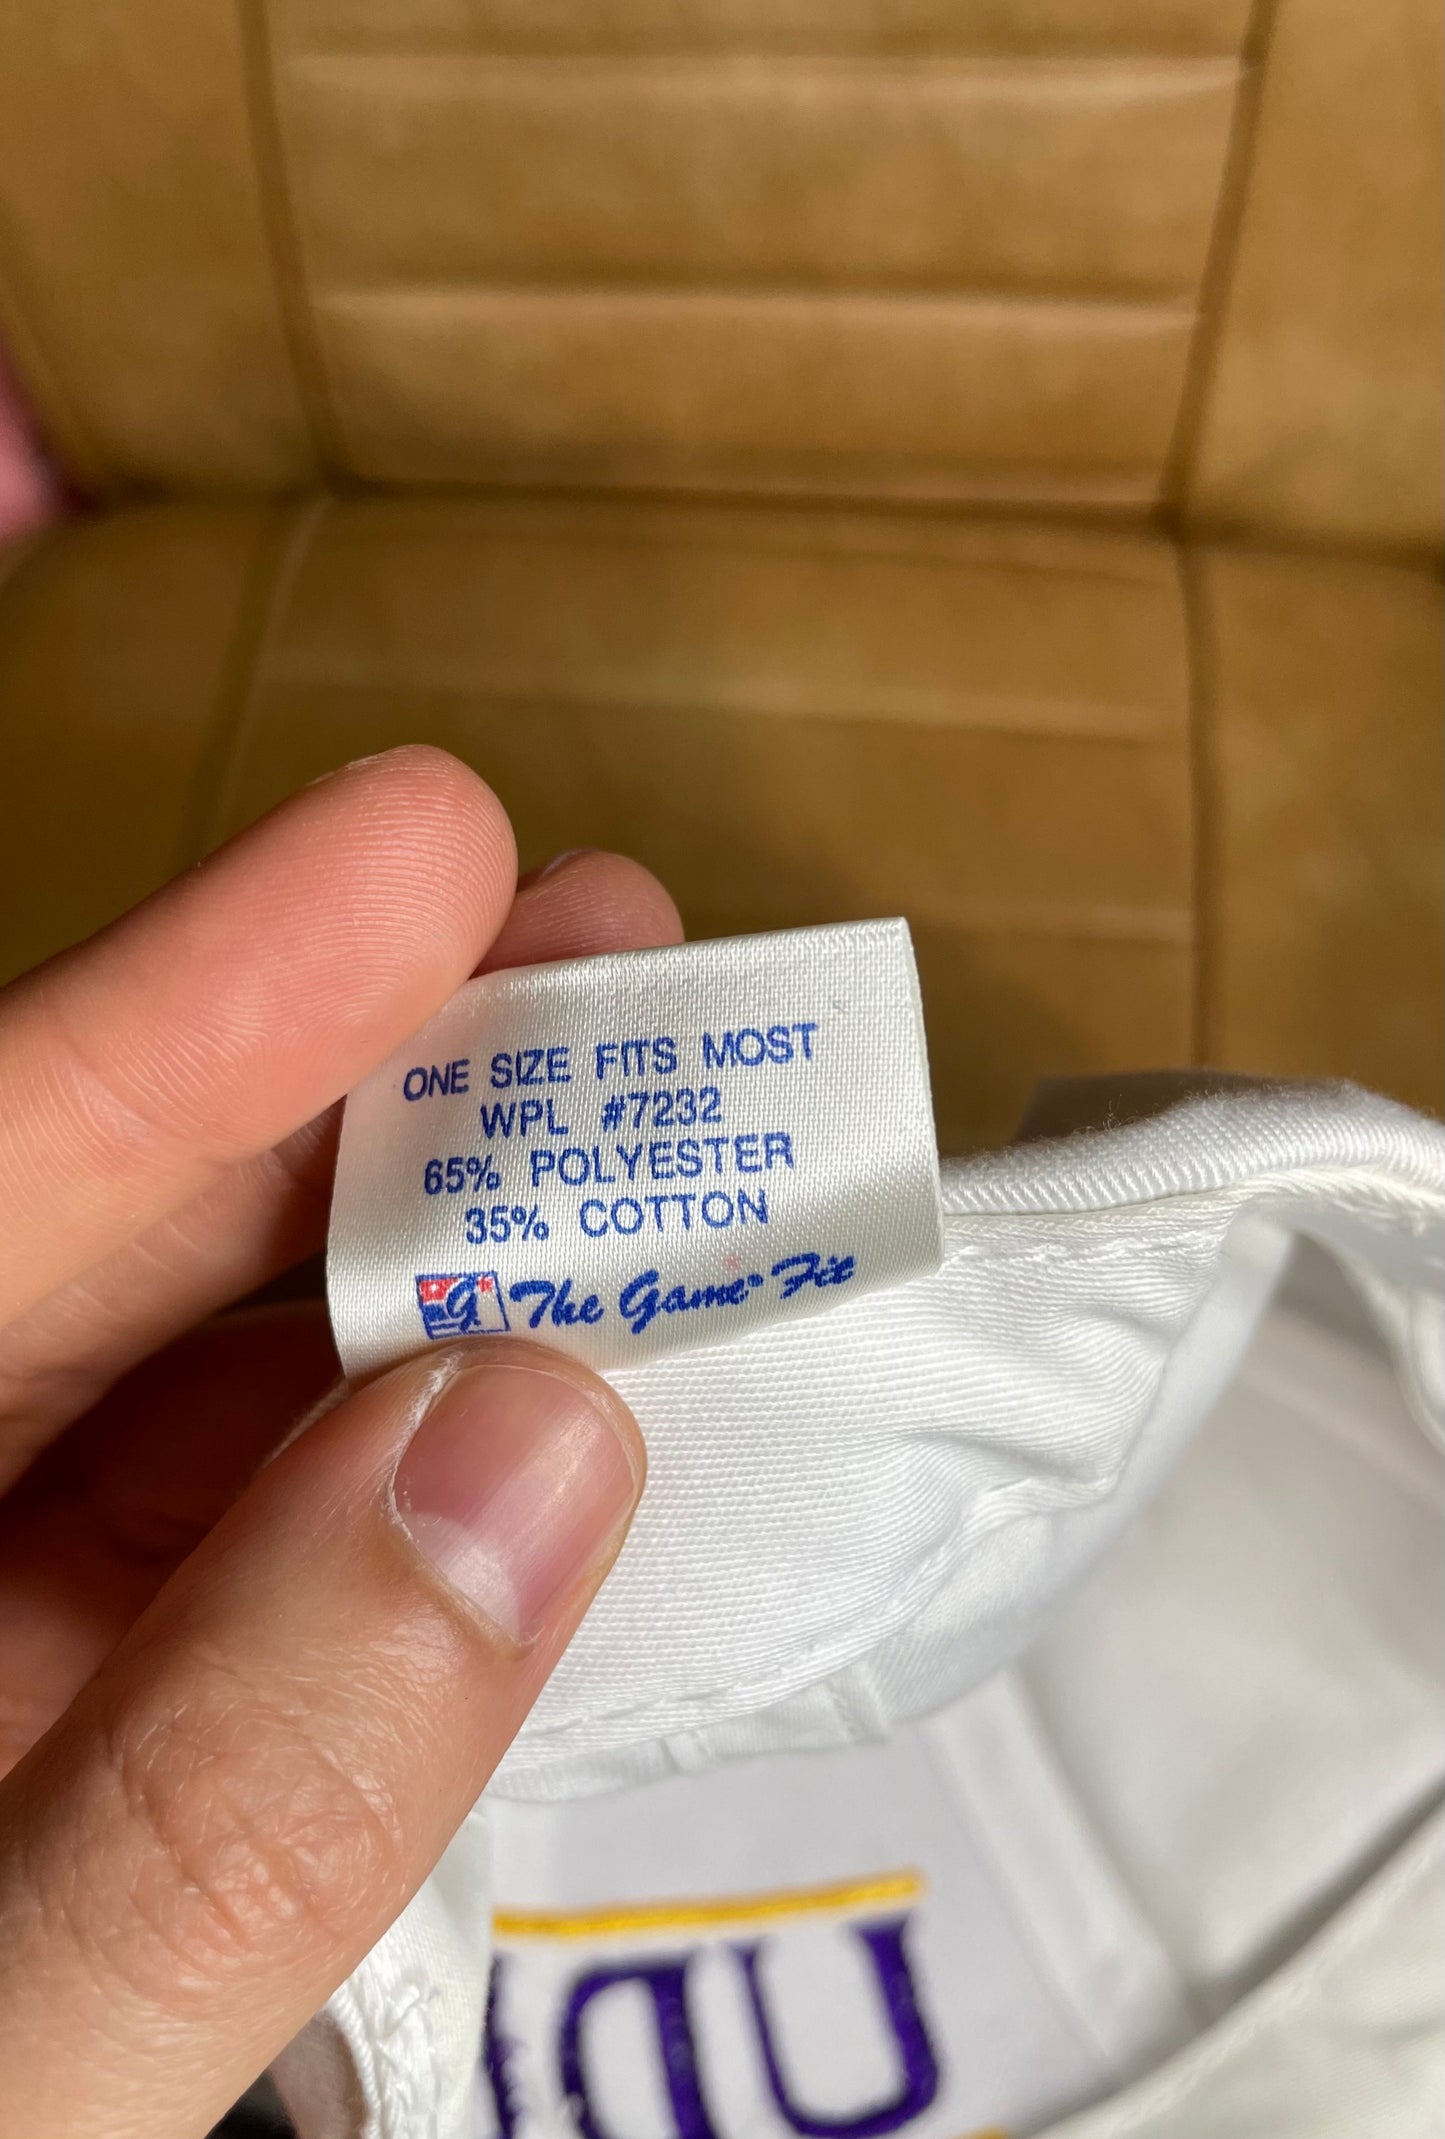 ONE SIZE FITS MOST
WPL #7232
65% POLYESTER
35% COTTON
g The Game® Fit